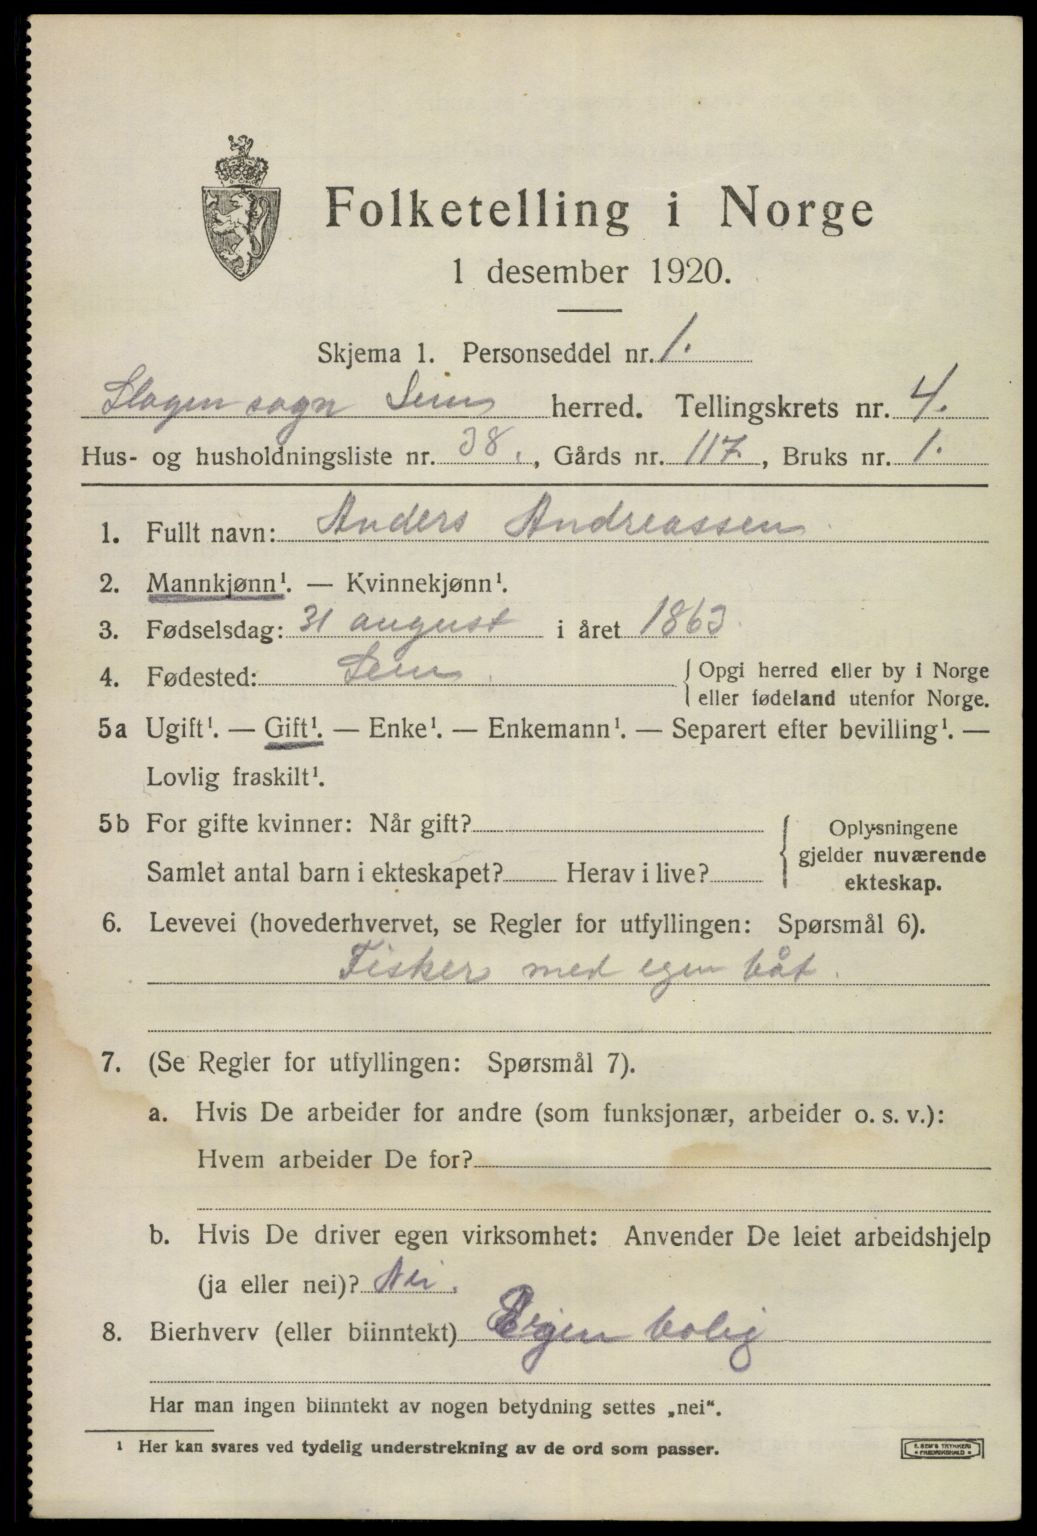 Folketelling i Norge
1 desember 1920.
Skjema 1. Personseddel nr. 1.
Slagen sogn Sem herred. Tellingskrets nr. 4.
Hus- og husholdningsliste nr. 38., Gårds nr. 117, Bruks nr. 1.
1. Fullt navn: Anders Andreassen
2. Mannkjønn¹. — Kvinnekjønn¹.
3. Fødselsdag: 31 august i året 1863
4. Fødested: Sem. { Opgi herred eller by i Norge
eller fødeland utenfor Norge.
5a Ugift¹. — Gift¹. — Enke¹. — Enkemann¹. — Separert efter bevilling¹. —
Lovlig fraskilt¹.
5b For gifte kvinner: Når gift? { Oplysningene
gjelder nuværende
Samlet antal barn i ekteskapet? Herav i live?
ekteskap.
6. Levevei (hovederhvervet, se Regler for utfyllingen: Spørsmål 6).
Fisker med egen båt.
7. (Se Regler for utfyllingen: Spørsmål 7).
a. Hvis De arbeider for andre (som funksjonær, arbeider o. s. v.):
Hvem arbeider De for?
b. Hvis De driver egen virksomhet: Anvender De leiet arbeidshjelp
(ja eller nei)? Nei.
8. Bierhverv (eller biinntekt) Egen bolig
Har man ingen biinntekt av nogen betydning settes „nei“.
¹ Her kan svares ved tydelig understrekning av de ord som passer.